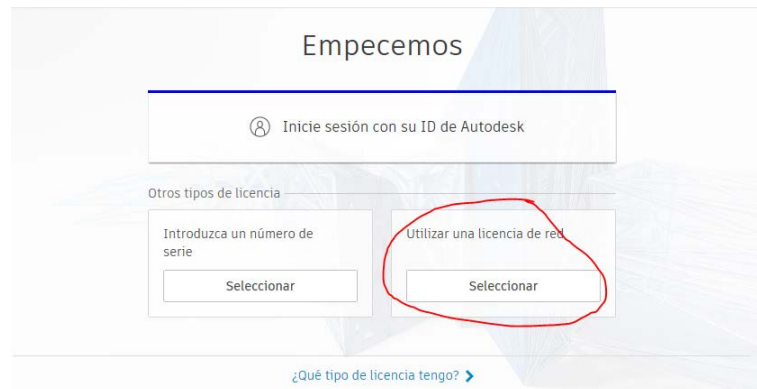 Empecemos
Inicie sesión con su ID de Autodesk
Otros tipos de licencia
Introduzca un número de
serie
Seleccionar
Utilizar una licencia de red
Seleccionar
¿Qué tipo de licencia tengo?